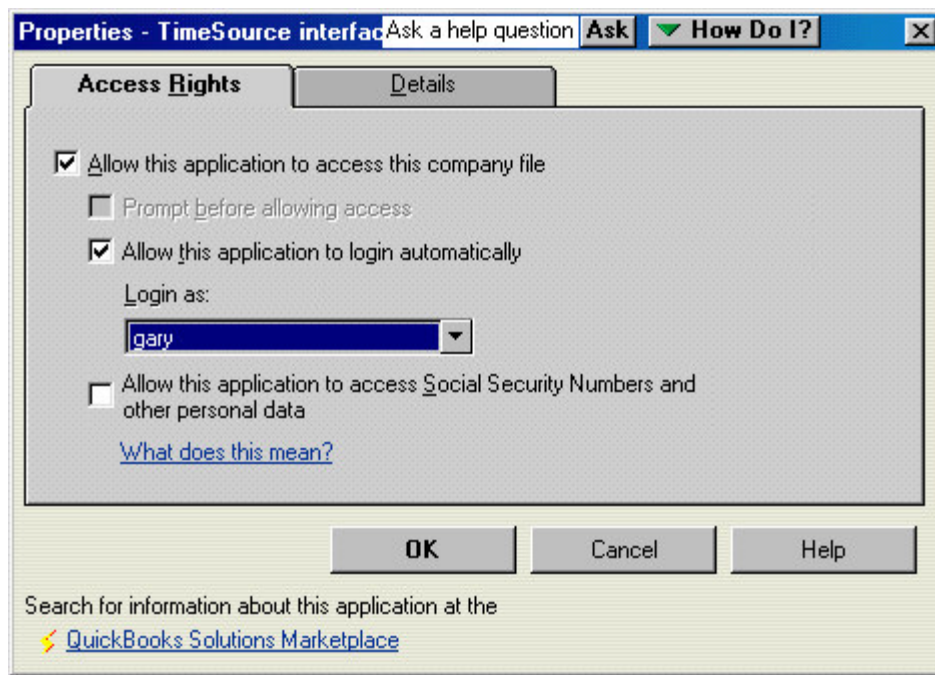 Properties - TimeSource interfac Ask a help question Ask How Do I?
Access Rights Details
Allow this application to access this company file
Prompt before allowing access
Allow this application to login automatically
Login as:
gary
Allow this application to access Social Security Numbers and
other personal data
What does this mean?
OK Cancel Help
Search for information about this application at the
QuickBooks Solutions Marketplace